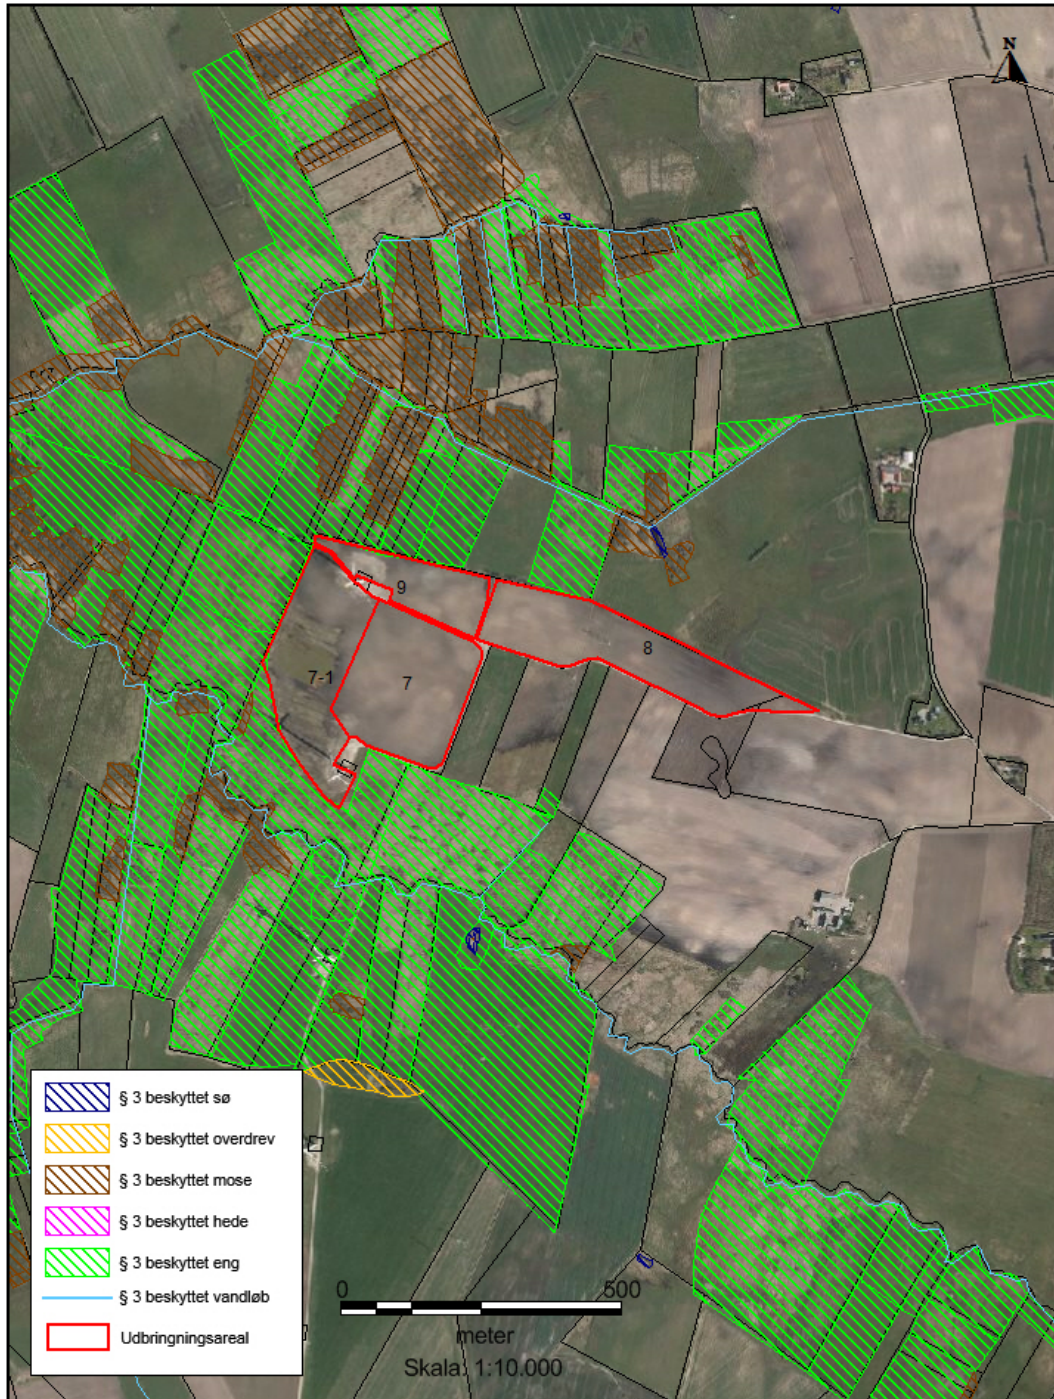 N
9
8
7-1
7
§ 3 beskyttet sø
§ 3 beskyttet overdrev
§ 3 beskyttet mose
§ 3 beskyttet hede
§ 3 beskyttet eng
§ 3 beskyttet vandløb
Udbringningsareal
0 500
meter
Skala: 1:10.000